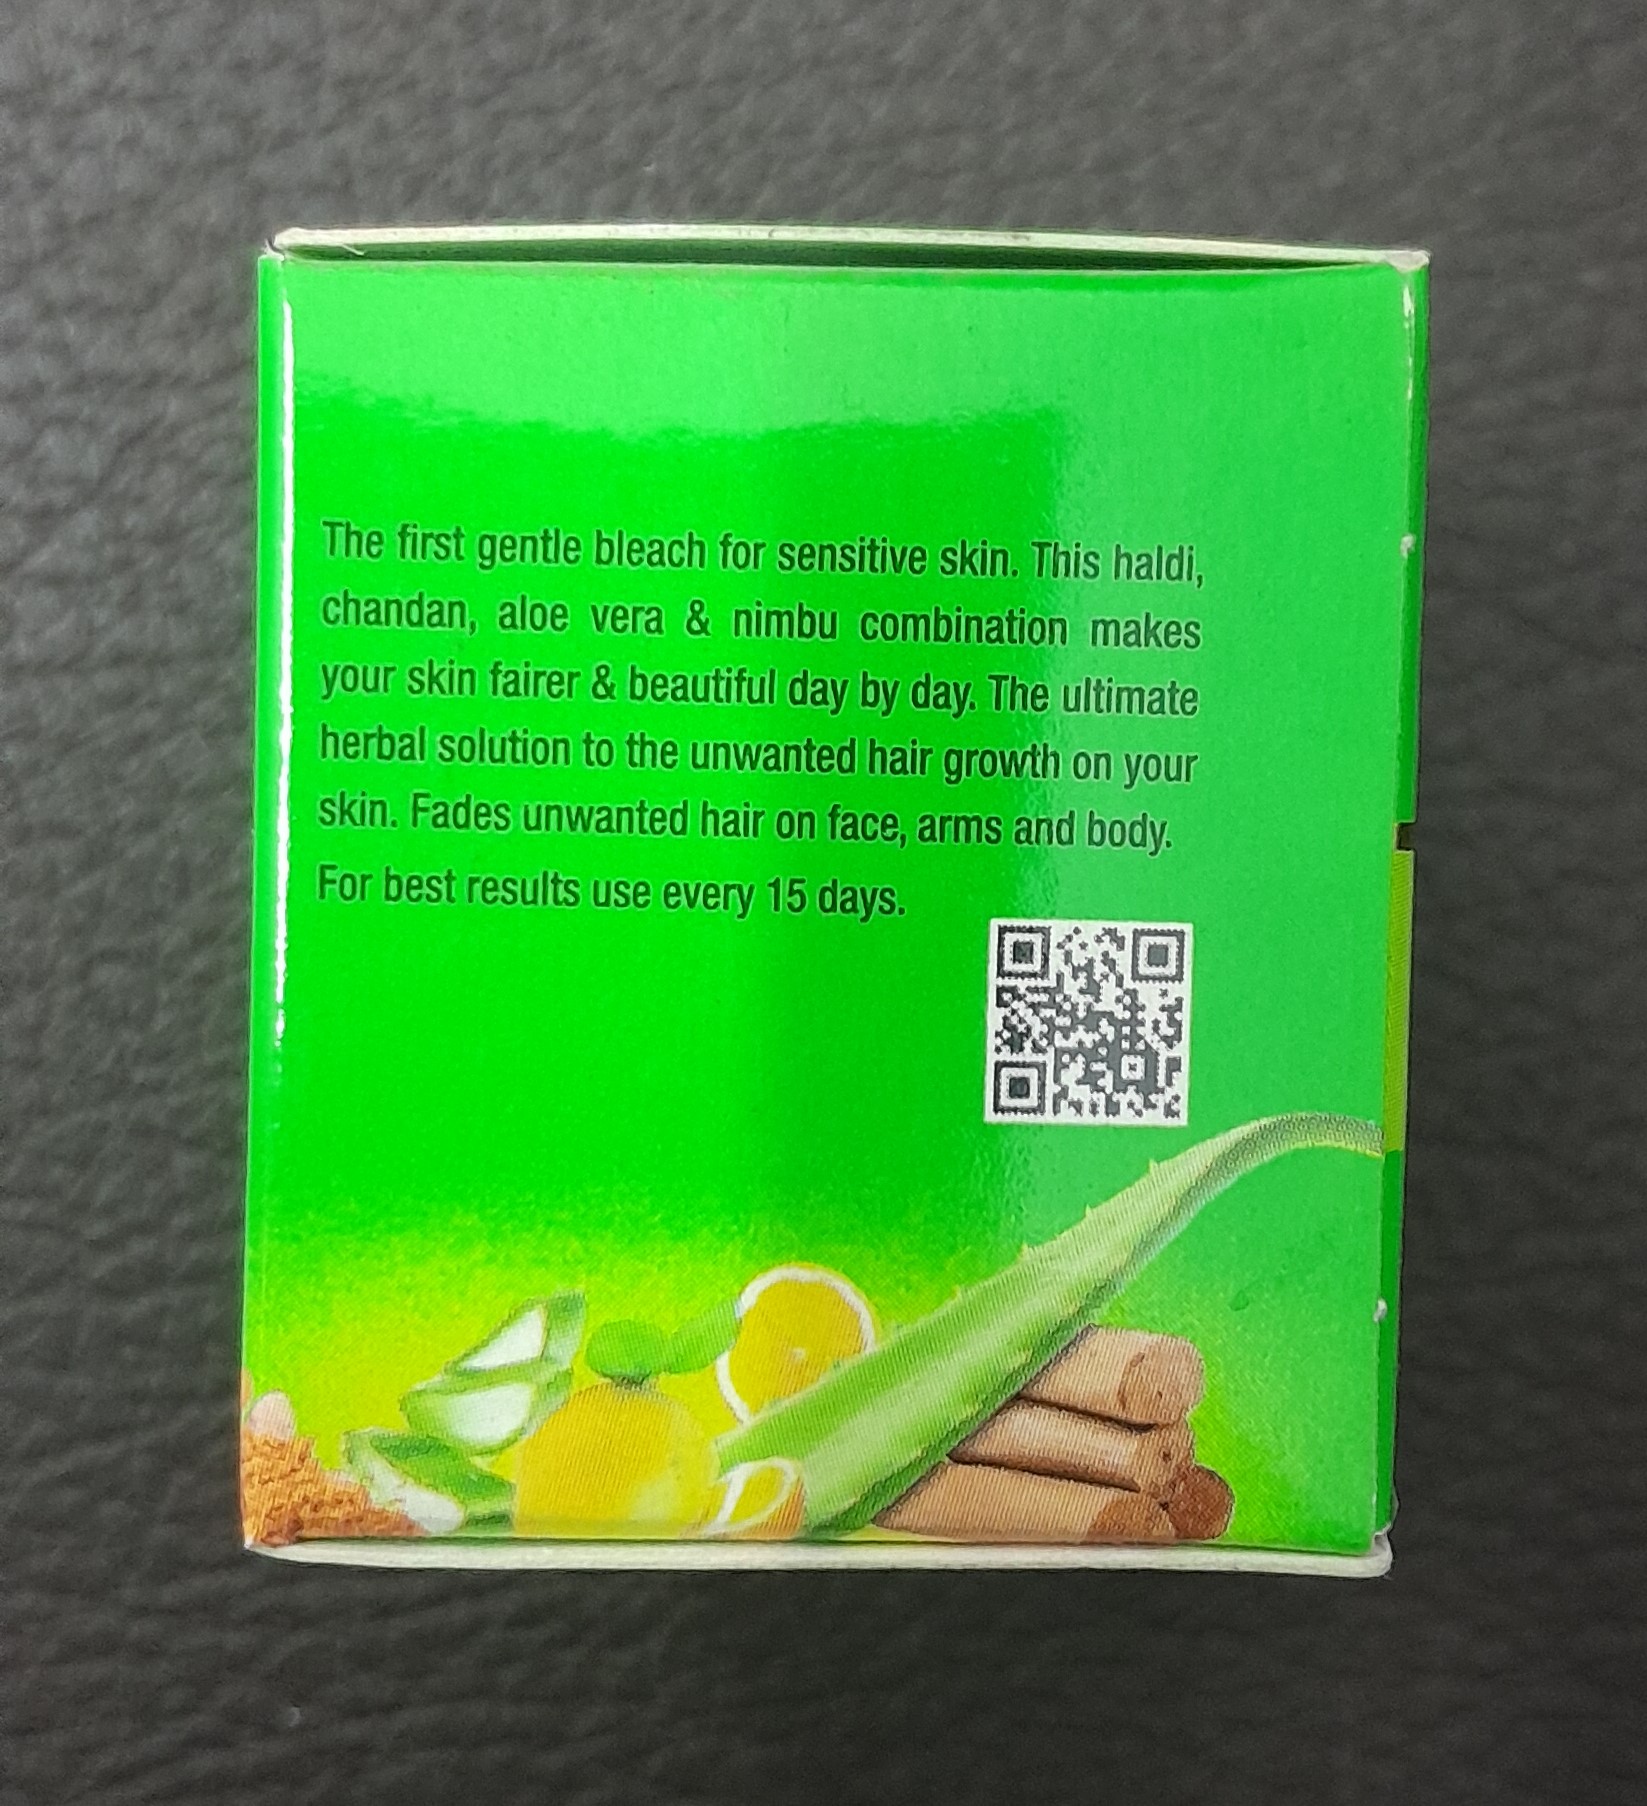 The first gentle bleach for sensitive skin. This haldi,
chandan, aloe vera & nimbu combination makes
your skin fairer & beautiful day by day. The ultimate
herbal solution to the unwanted hair growth on your
skin. Fades unwanted hair on face, arms and body.
For best results use every 15 days.